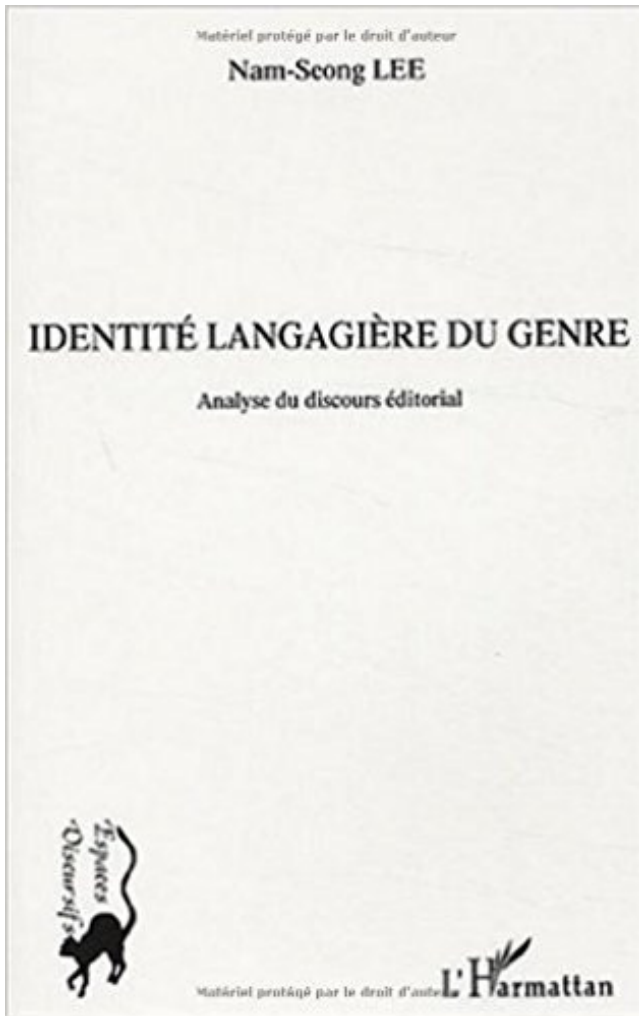 Matériel protégé par le droit d'auteur
Nam-Seong LEE
IDENTITÉ LANGAGIÈRE DU GENRE
Analyse du discours éditorial
Espaces
Discursifs
Matériel protégé par le droit d'aute
L'Harmattan